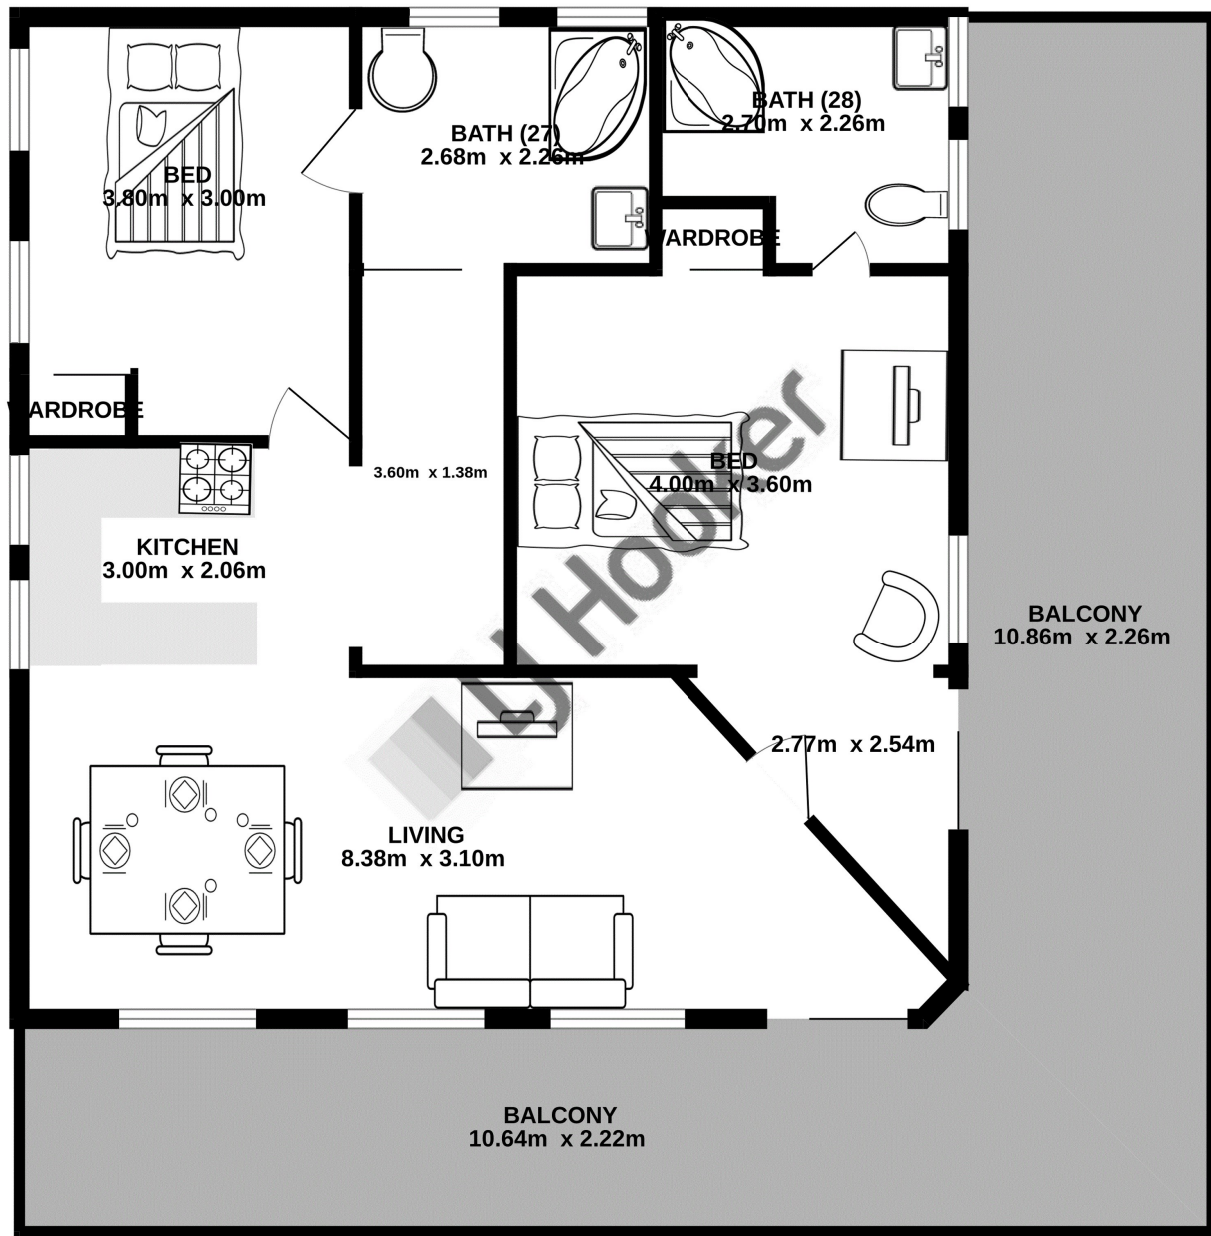 BATH (28)
2.70m x 2.26m
BATH (27)
2.68m x 2.26m
BED
3.80m x 3.00m
WARDROBE
WARDROBE
3.60m x 1.38m
BED
4.00m x 3.60m
KITCHEN
3.00m x 2.06m
BALCONY
10.86m x 2.26m
LJ Hooker
2.77m x 2.54m
LIVING
8.38m x 3.10m
BALCONY
10.64m x 2.22m